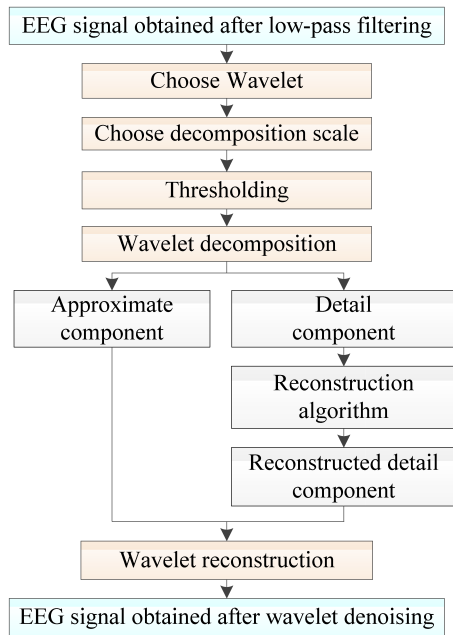 EEG signal obtained after low-pass filtering
Choose Wavelet
Choose decomposition scale
Thresholding
Wavelet decomposition
Approximate
component
Detail
component
Reconstruction
algorithm
Reconstructed detail
component
Wavelet reconstruction
EEG signal obtained after wavelet denoising